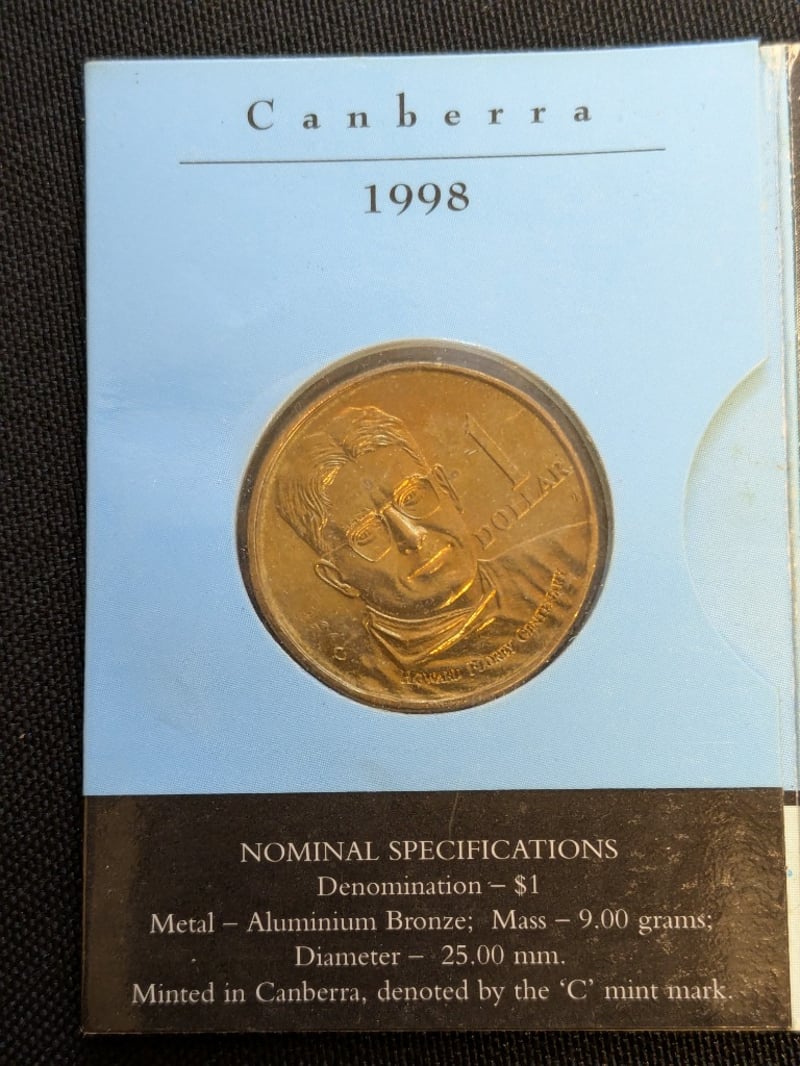 Canberra
1998
1
DOLLAR
HOWARD FLOREY CENTENARY
NOMINAL SPECIFICATIONS
Denomination – $1
Metal – Aluminium Bronze; Mass – 9.00 grams;
Diameter – 25.00 mm.
Minted in Canberra, denoted by the ‘C’ mint mark.